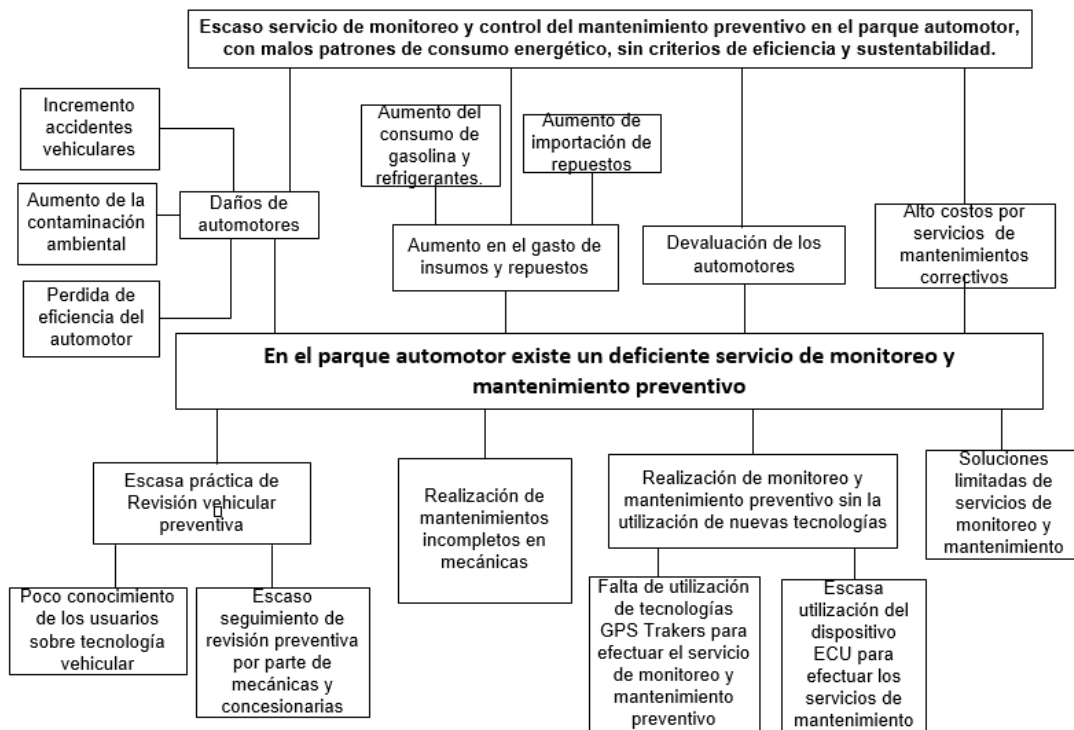 Escaso servicio de monitoreo y control del mantenimiento preventivo en el parque automotor,
con malos patrones de consumo energético, sin criterios de eficiencia y sustentabilidad.
Incremento
accidentes
vehiculares
Aumento del
consumo de
gasolina y
refrigerantes.
Aumento de
importación de
repuestos
Aumento de la
contaminación
ambiental
Daños de
automotores
Aumento en el gasto de
insumos y repuestos
Devaluación de los
automotores
Alto costos por
servicios de
mantenimientos
correctivos
Perdida de
eficiencia del
automotor
En el parque automotor existe un deficiente servicio de monitoreo y
mantenimiento preventivo
Escasa práctica de
Revisión vehicular
preventiva
Realización de
mantenimientos
incompletos en
mecánicas
Realización de monitoreo y
mantenimiento preventivo sin la
utilización de nuevas tecnologías
Soluciones
limitadas de
servicios de
monitoreo y
mantenimiento
Poco conocimiento
de los usuarios
sobre tecnología
vehicular
Escaso
seguimiento de
revisión preventiva
por parte de
mecánicas y
concesionarias
Falta de utilización
de tecnologías
GPS Trakers para
efectuar el servicio
de monitoreo y
mantenimiento
preventivo
Escasa
utilización del
dispositivo
ECU para
efectuar los
servicios de
mantenimiento